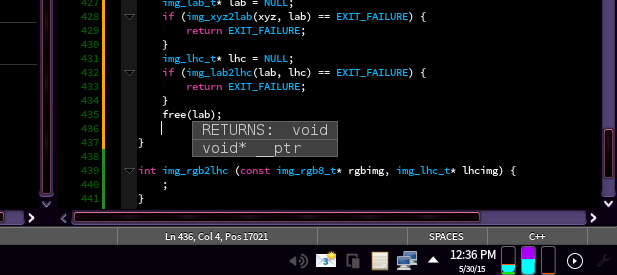 427 img_lab_t* lab = NULL;
428 if (img_xyz2lab(xyz, lab) == EXIT_FAILURE) {
429 return EXIT_FAILURE;
430 }
431 img_lhc_t* lhc = NULL;
432 if (img_lab2lhc(lab, lhc) == EXIT_FAILURE) {
433 return EXIT_FAILURE;
434 }
435 free(lab);
436
RETURNS: void
void* __ptr
437 }
438
439 int img_rgb2lhc (const img_rgb8_t* rgbimg, img_lhc_t* lhcimg) {
440 ;
441 }
Ln 436, Col 4, Pos 17021
SPACES
C++
3
12:36 PM
5/30/15